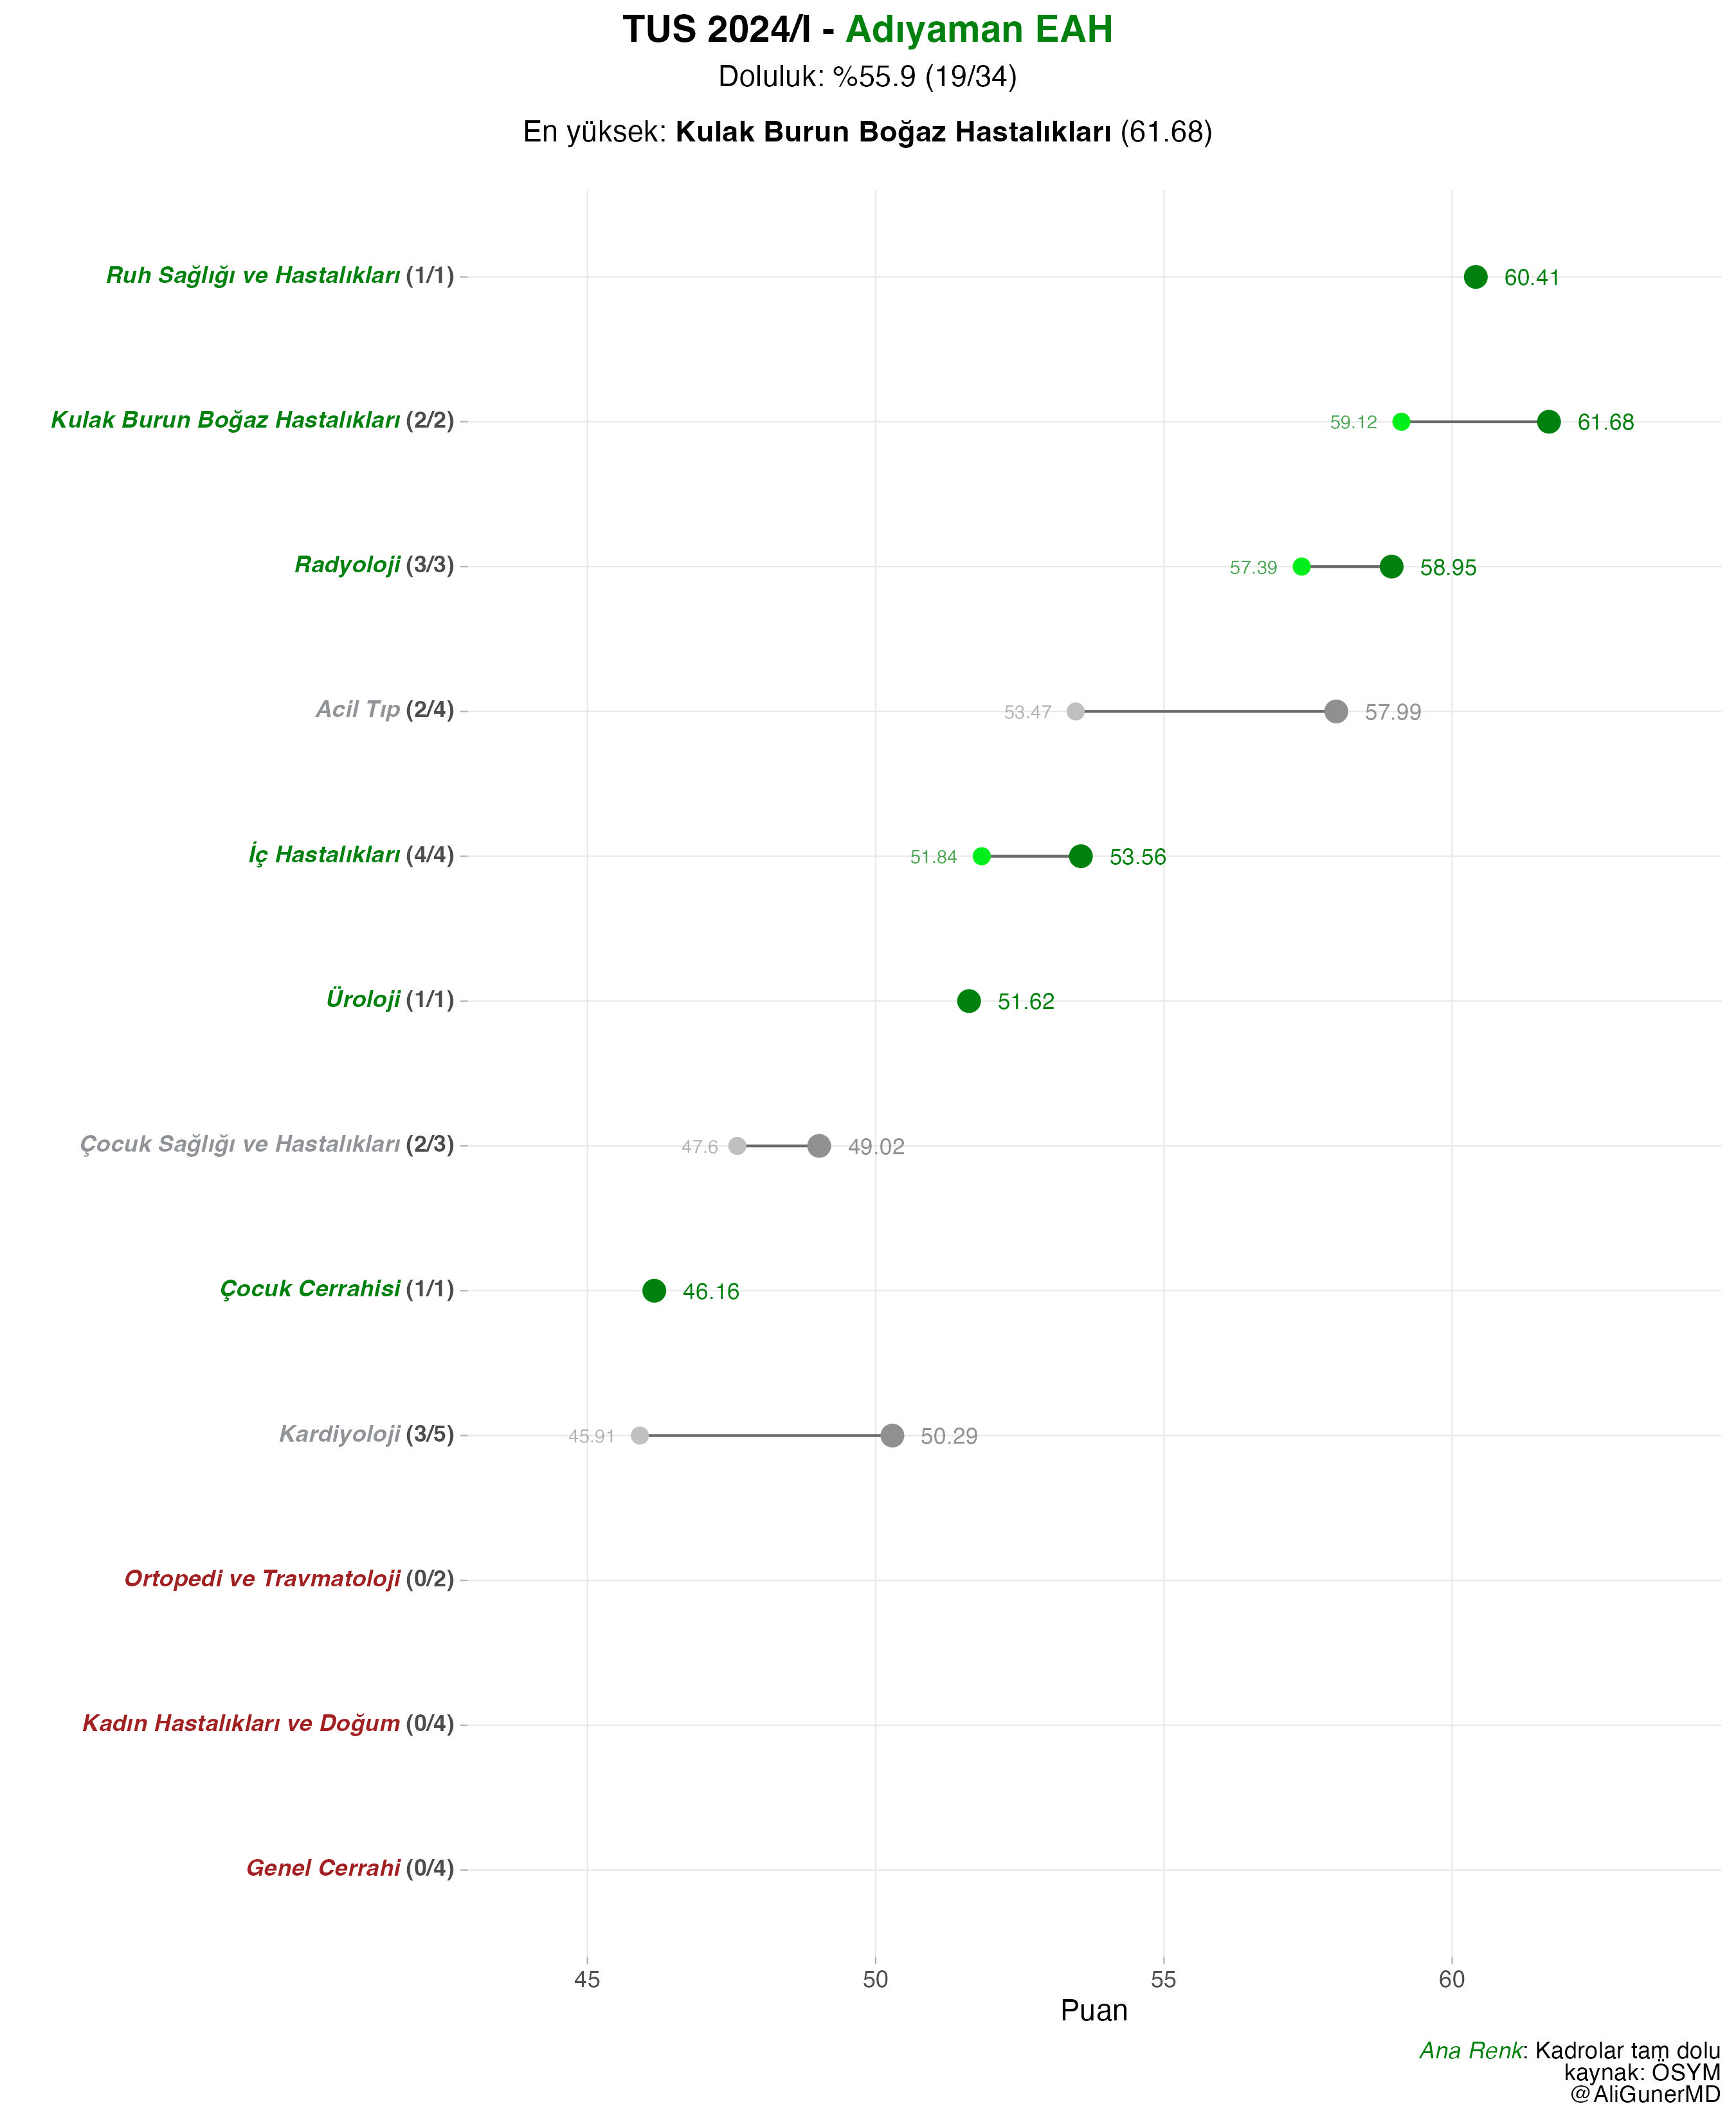 TUS 2024/I - Adıyaman EAH
Doluluk: %55.9 (19/34)
En yüksek: Kulak Burun Boğaz Hastalıkları (61.68)
Ruh Sağlığı ve Hastalıkları (1/1) 60.41
Kulak Burun Boğaz Hastalıkları (2/2) 59.12 61.68
Radyoloji (3/3) 57.39 58.95
Acil Tıp (2/4) 53.47 57.99
İç Hastalıkları (4/4) 51.84 53.56
Üroloji (1/1) 51.62
Çocuk Sağlığı ve Hastalıkları (2/3) 47.6 49.02
Çocuk Cerrahisi (1/1) 46.16
Kardiyoloji (3/5) 45.91 50.29
Ortopedi ve Travmatoloji (0/2)
Kadın Hastalıkları ve Doğum (0/4)
Genel Cerrahi (0/4)
45 50 55 60
Puan
Ana Renk: Kadrolar tam dolu
kaynak: ÖSYM
@AliGunerMD